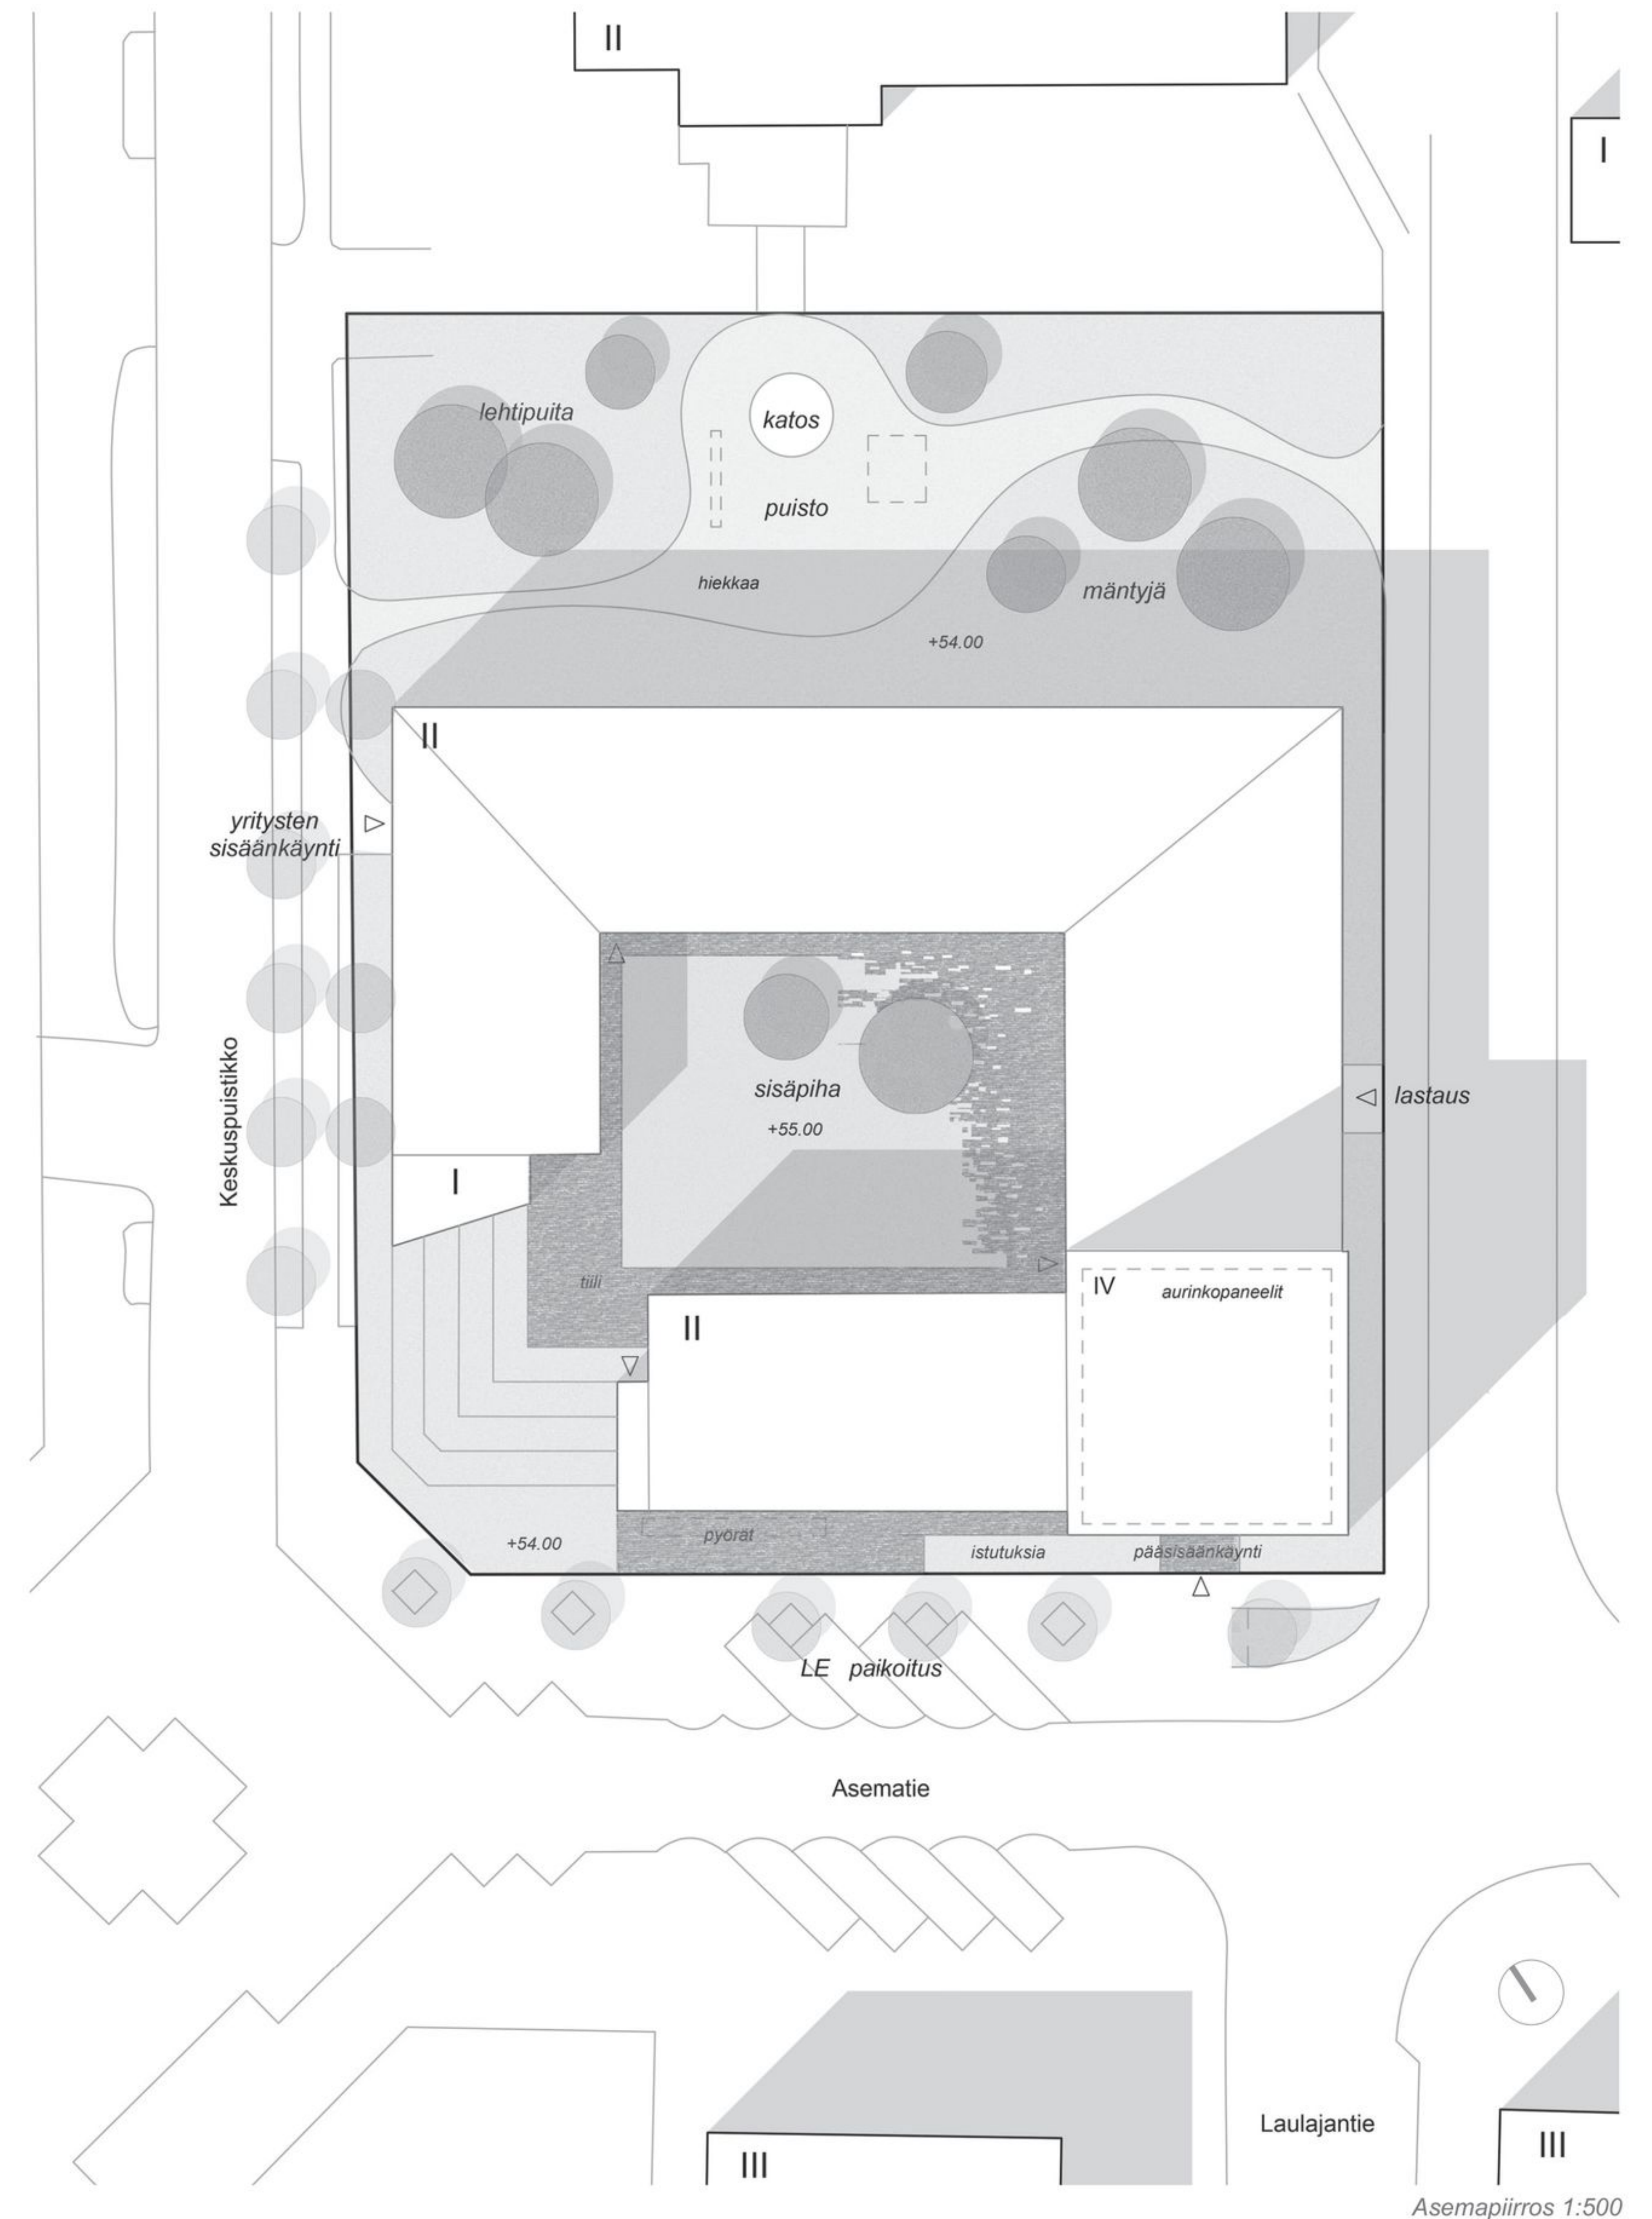 II
I
lehtipuita
katos
puisto
hiekkaa
mäntyjä
+54.00
II
yritysten
sisäänkäynti
Keskuspuistikko
sisäpiha
+55.00
lastaus
I
tiili
IV
aurinkopaneelit
II
+54.00
pyörät
istutuksia
pääsisäänkäynti
LE paikoitus
Asematie
Laulajantie
III
III
Asemapiirros 1:500